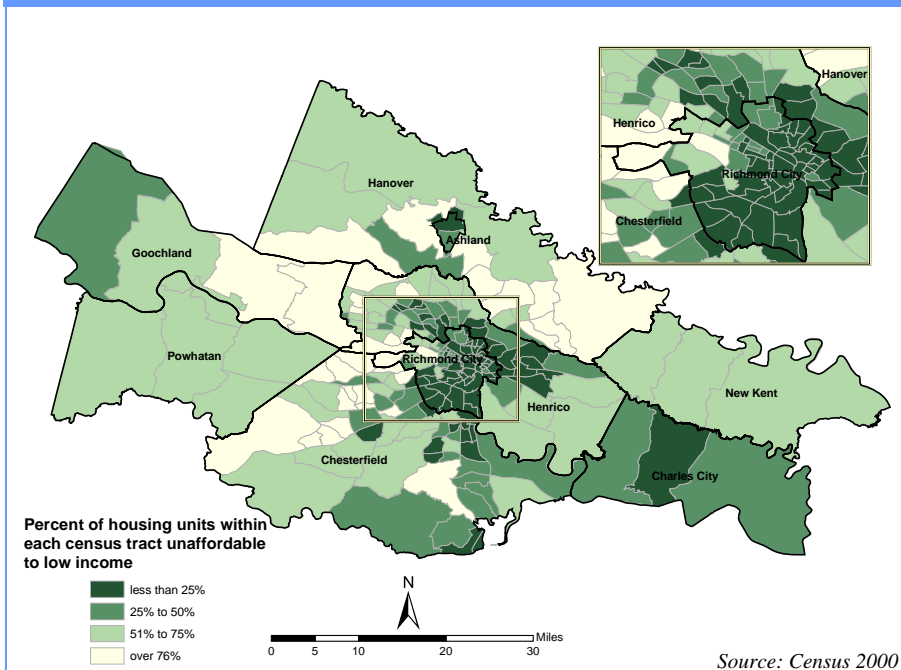 Hanover
Henrico
Richmond City
Chesterfield
Hanover
Ashland
Goochland
Powhatan
Richmond City
Henrico
New Kent
Chesterfield
Charles City
Percent of housing units within
each census tract unaffordable
to low income
less than 25%
25% to 50%
51% to 75%
over 76%
N
Miles
0 5 10 20 30
Source: Census 2000